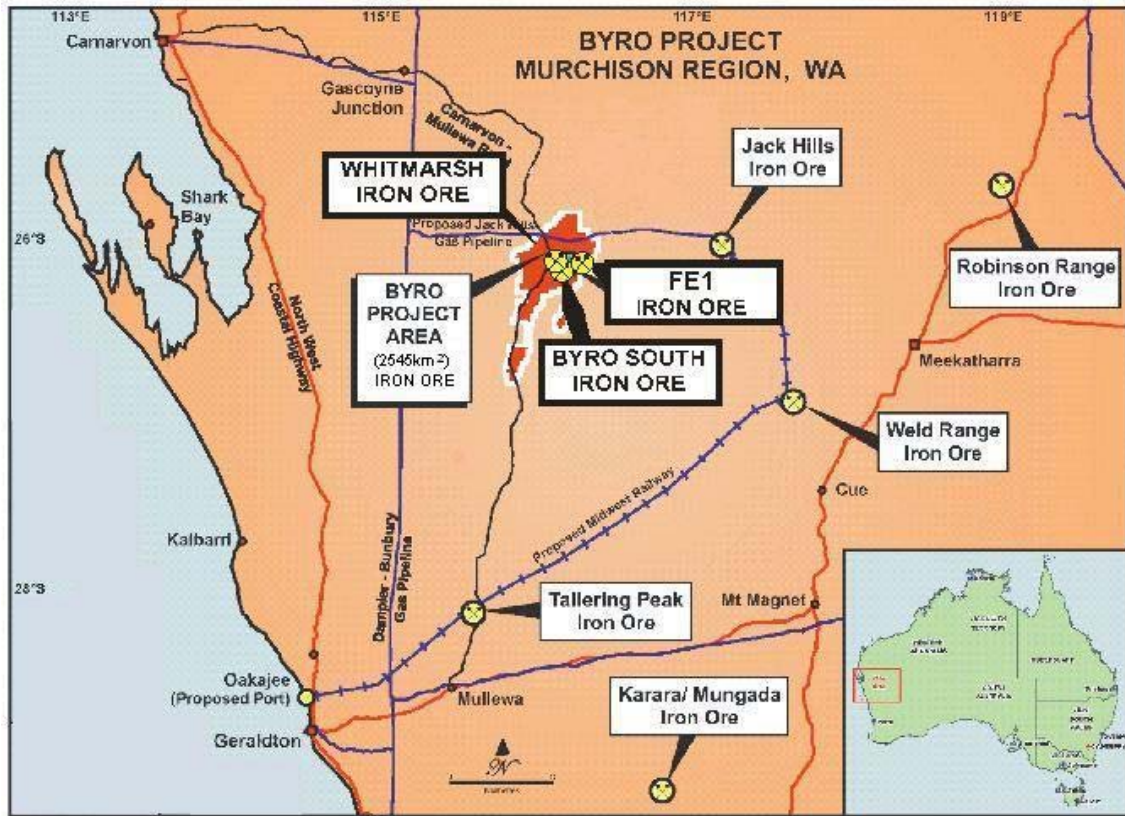 113°E
115°E
117°E
119°E
BYRO PROJECT
MURCHISON REGION, WA
Carnarvon
Gascoyne
Junction
Carnarvon -
Mullewa
WHITMARSH
IRON ORE
Jack Hills
Iron Ore
Shark
Bay
26°S
Proposed Jack Hills
Gas Pipeline
Robinson Range
Iron Ore
BYRO
PROJECT
AREA
(2545km²)
IRON ORE
FE1
IRON ORE
BYRO SOUTH
IRON ORE
North West
Coastal Highway
Meekatharra
Weld Range
Iron Ore
Cue
Proposed Midwest Railway
Kalbarri
Dampier - Bunbury
Gas Pipeline
28°S
Tallering Peak
Iron Ore
Mt Magnet
Oakajee
(Proposed Port)
Mullewa
Geraldton
Karara/ Mungada
Iron Ore
N